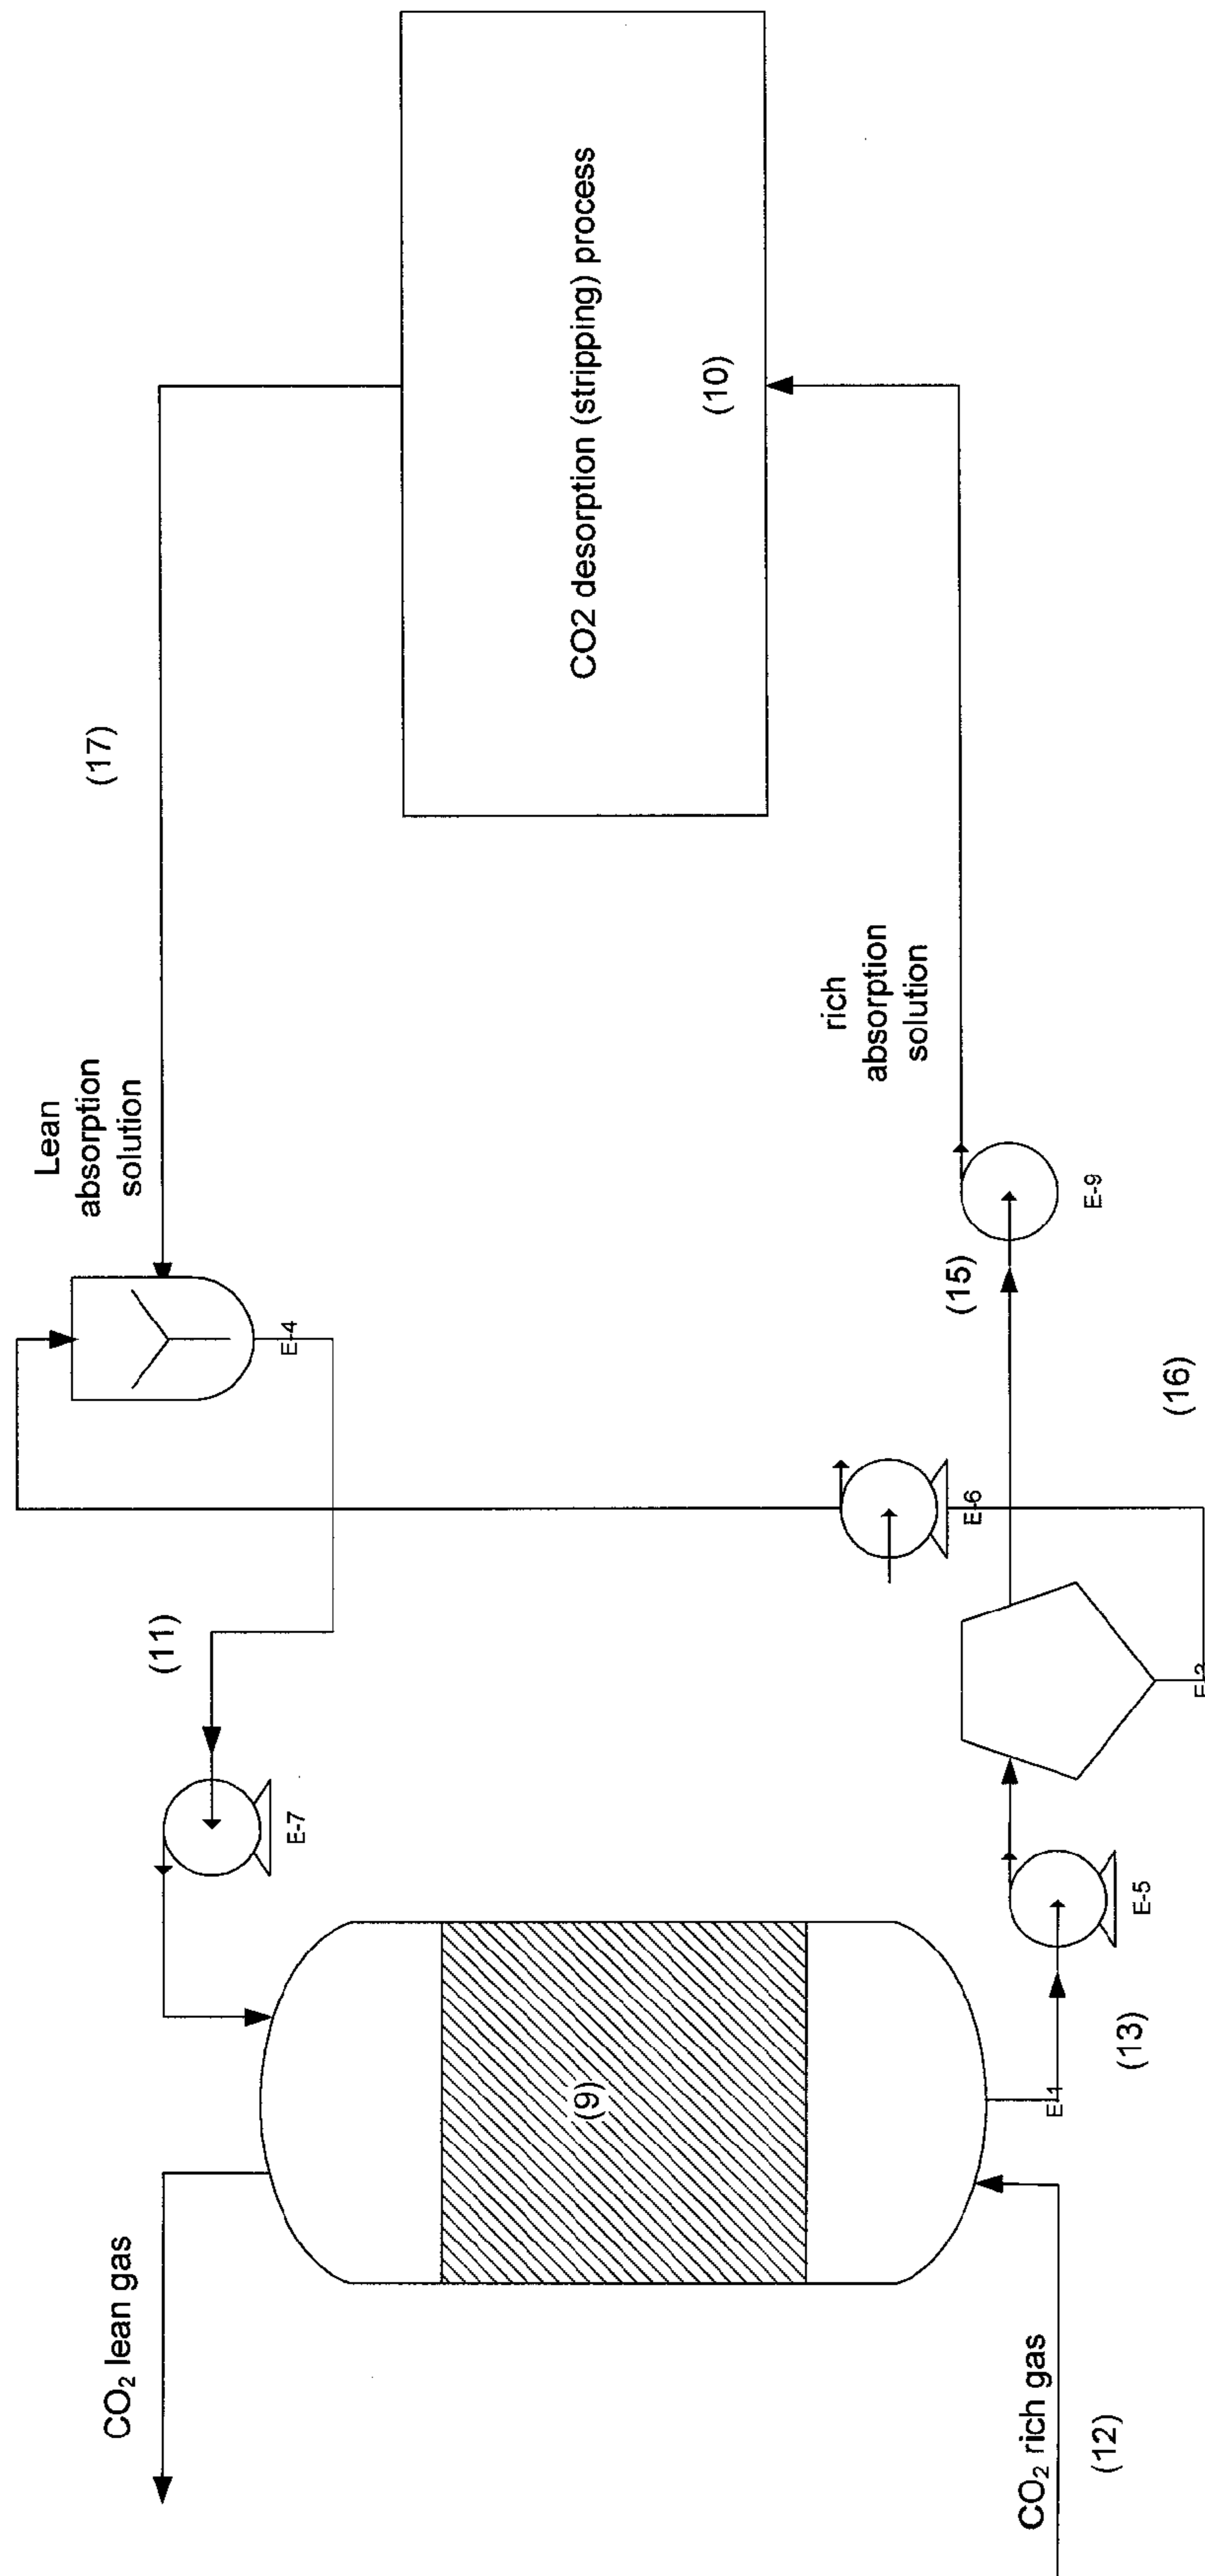 CO₂ lean gas
(11)
Lean
absorption
solution
(17)
E-7
E-4
(9)
CO2 desorption (stripping) process
(10)
rich
absorption
solution
E-6
(15)
E-9
CO₂ rich gas
(12)
E-1
(13)
E-5
(16)